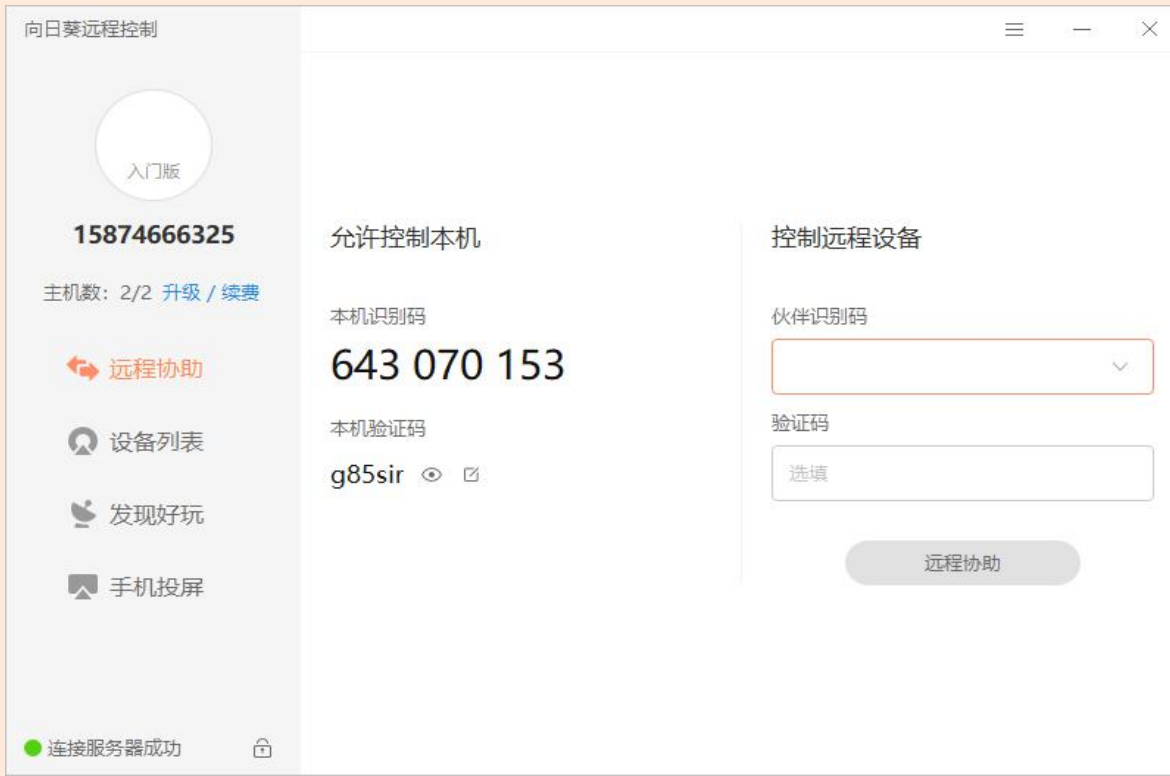 向日葵远程控制
入门版
15874666325
主机数：2/2 升级 / 续费
远程协助
设备列表
发现好玩
手机投屏
连接服务器成功
允许控制本机
本机识别码
643 070 153
本机验证码
g85sir
控制远程设备
伙伴识别码
验证码
选填
远程协助